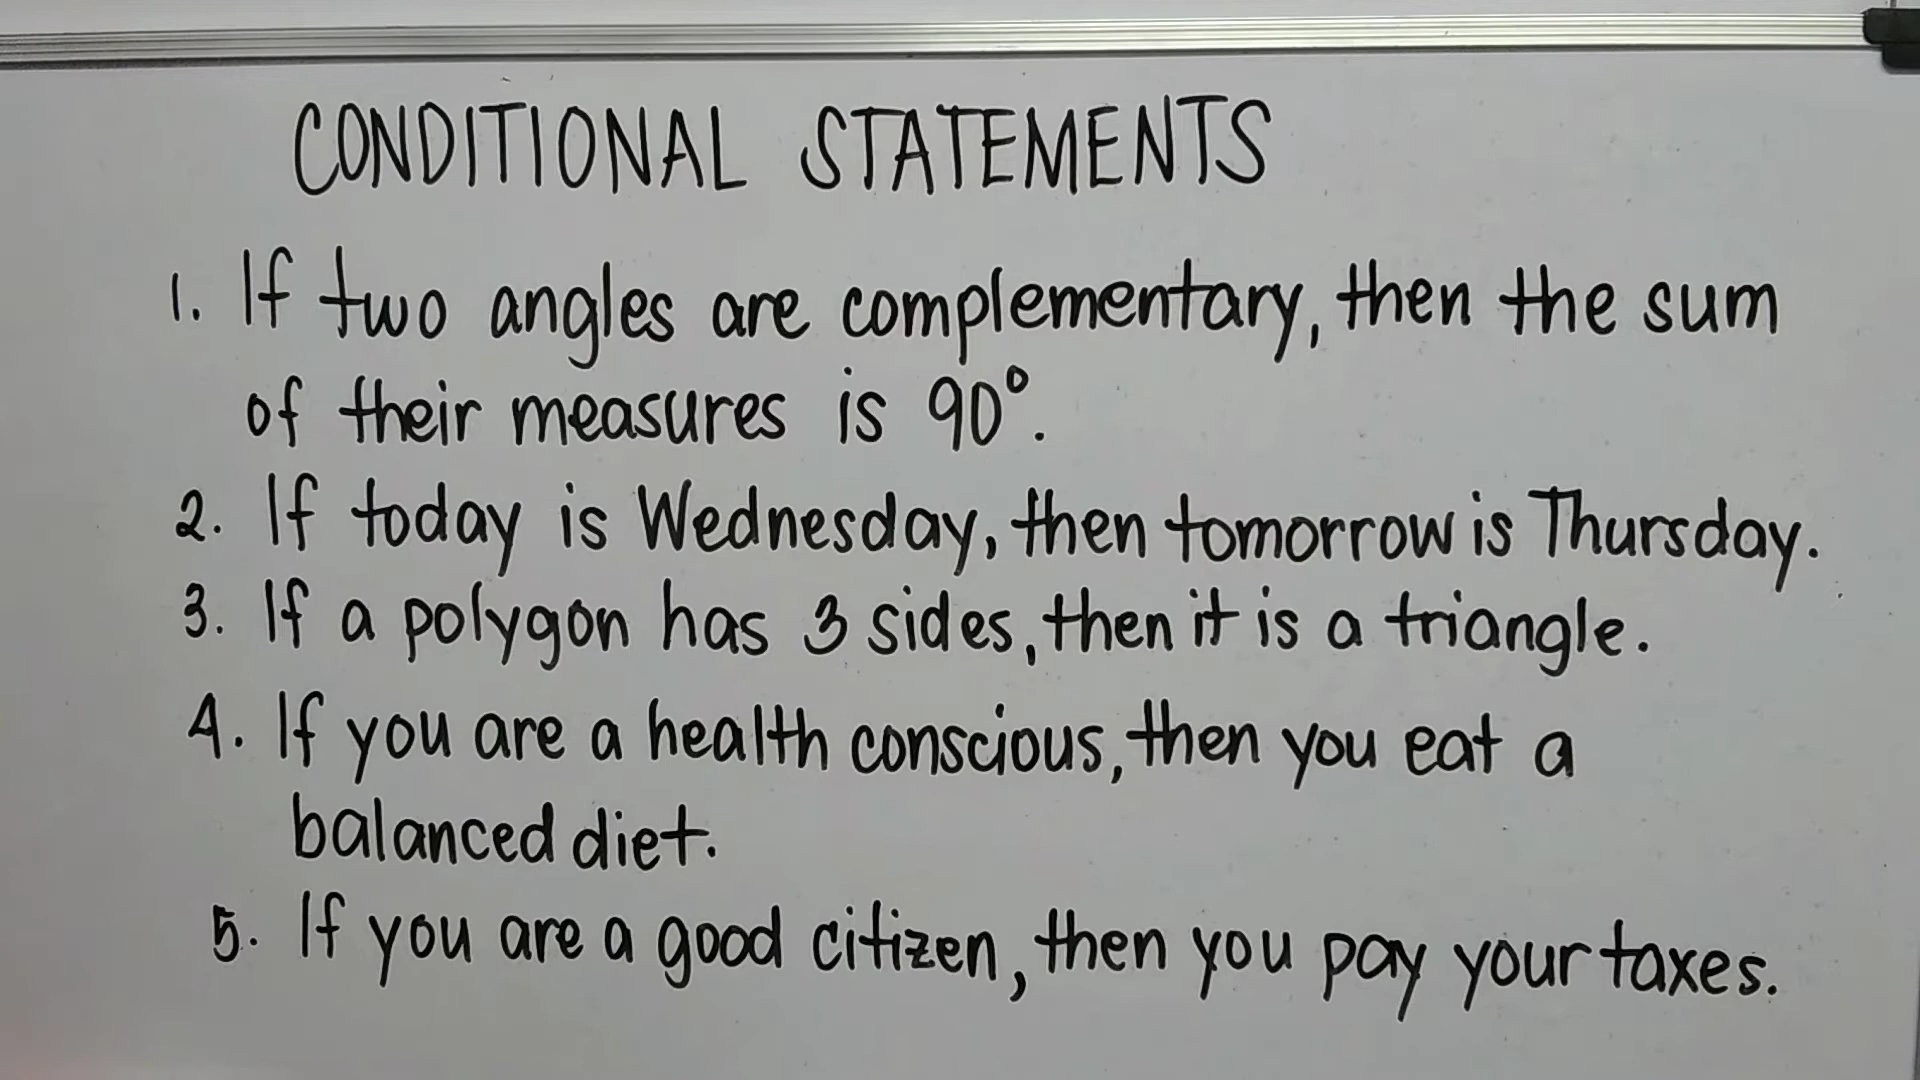 CONDITIONAL STATEMENTS
1. If two angles are complementary, then the sum
of their measures is 90°.
2. If today is Wednesday, then tomorrow is Thursday.
3. If a polygon has 3 sides, then it is a triangle.
4. If you are a health conscious, then you eat a
balanced diet.
5. If you are a good citizen, then you pay your taxes.